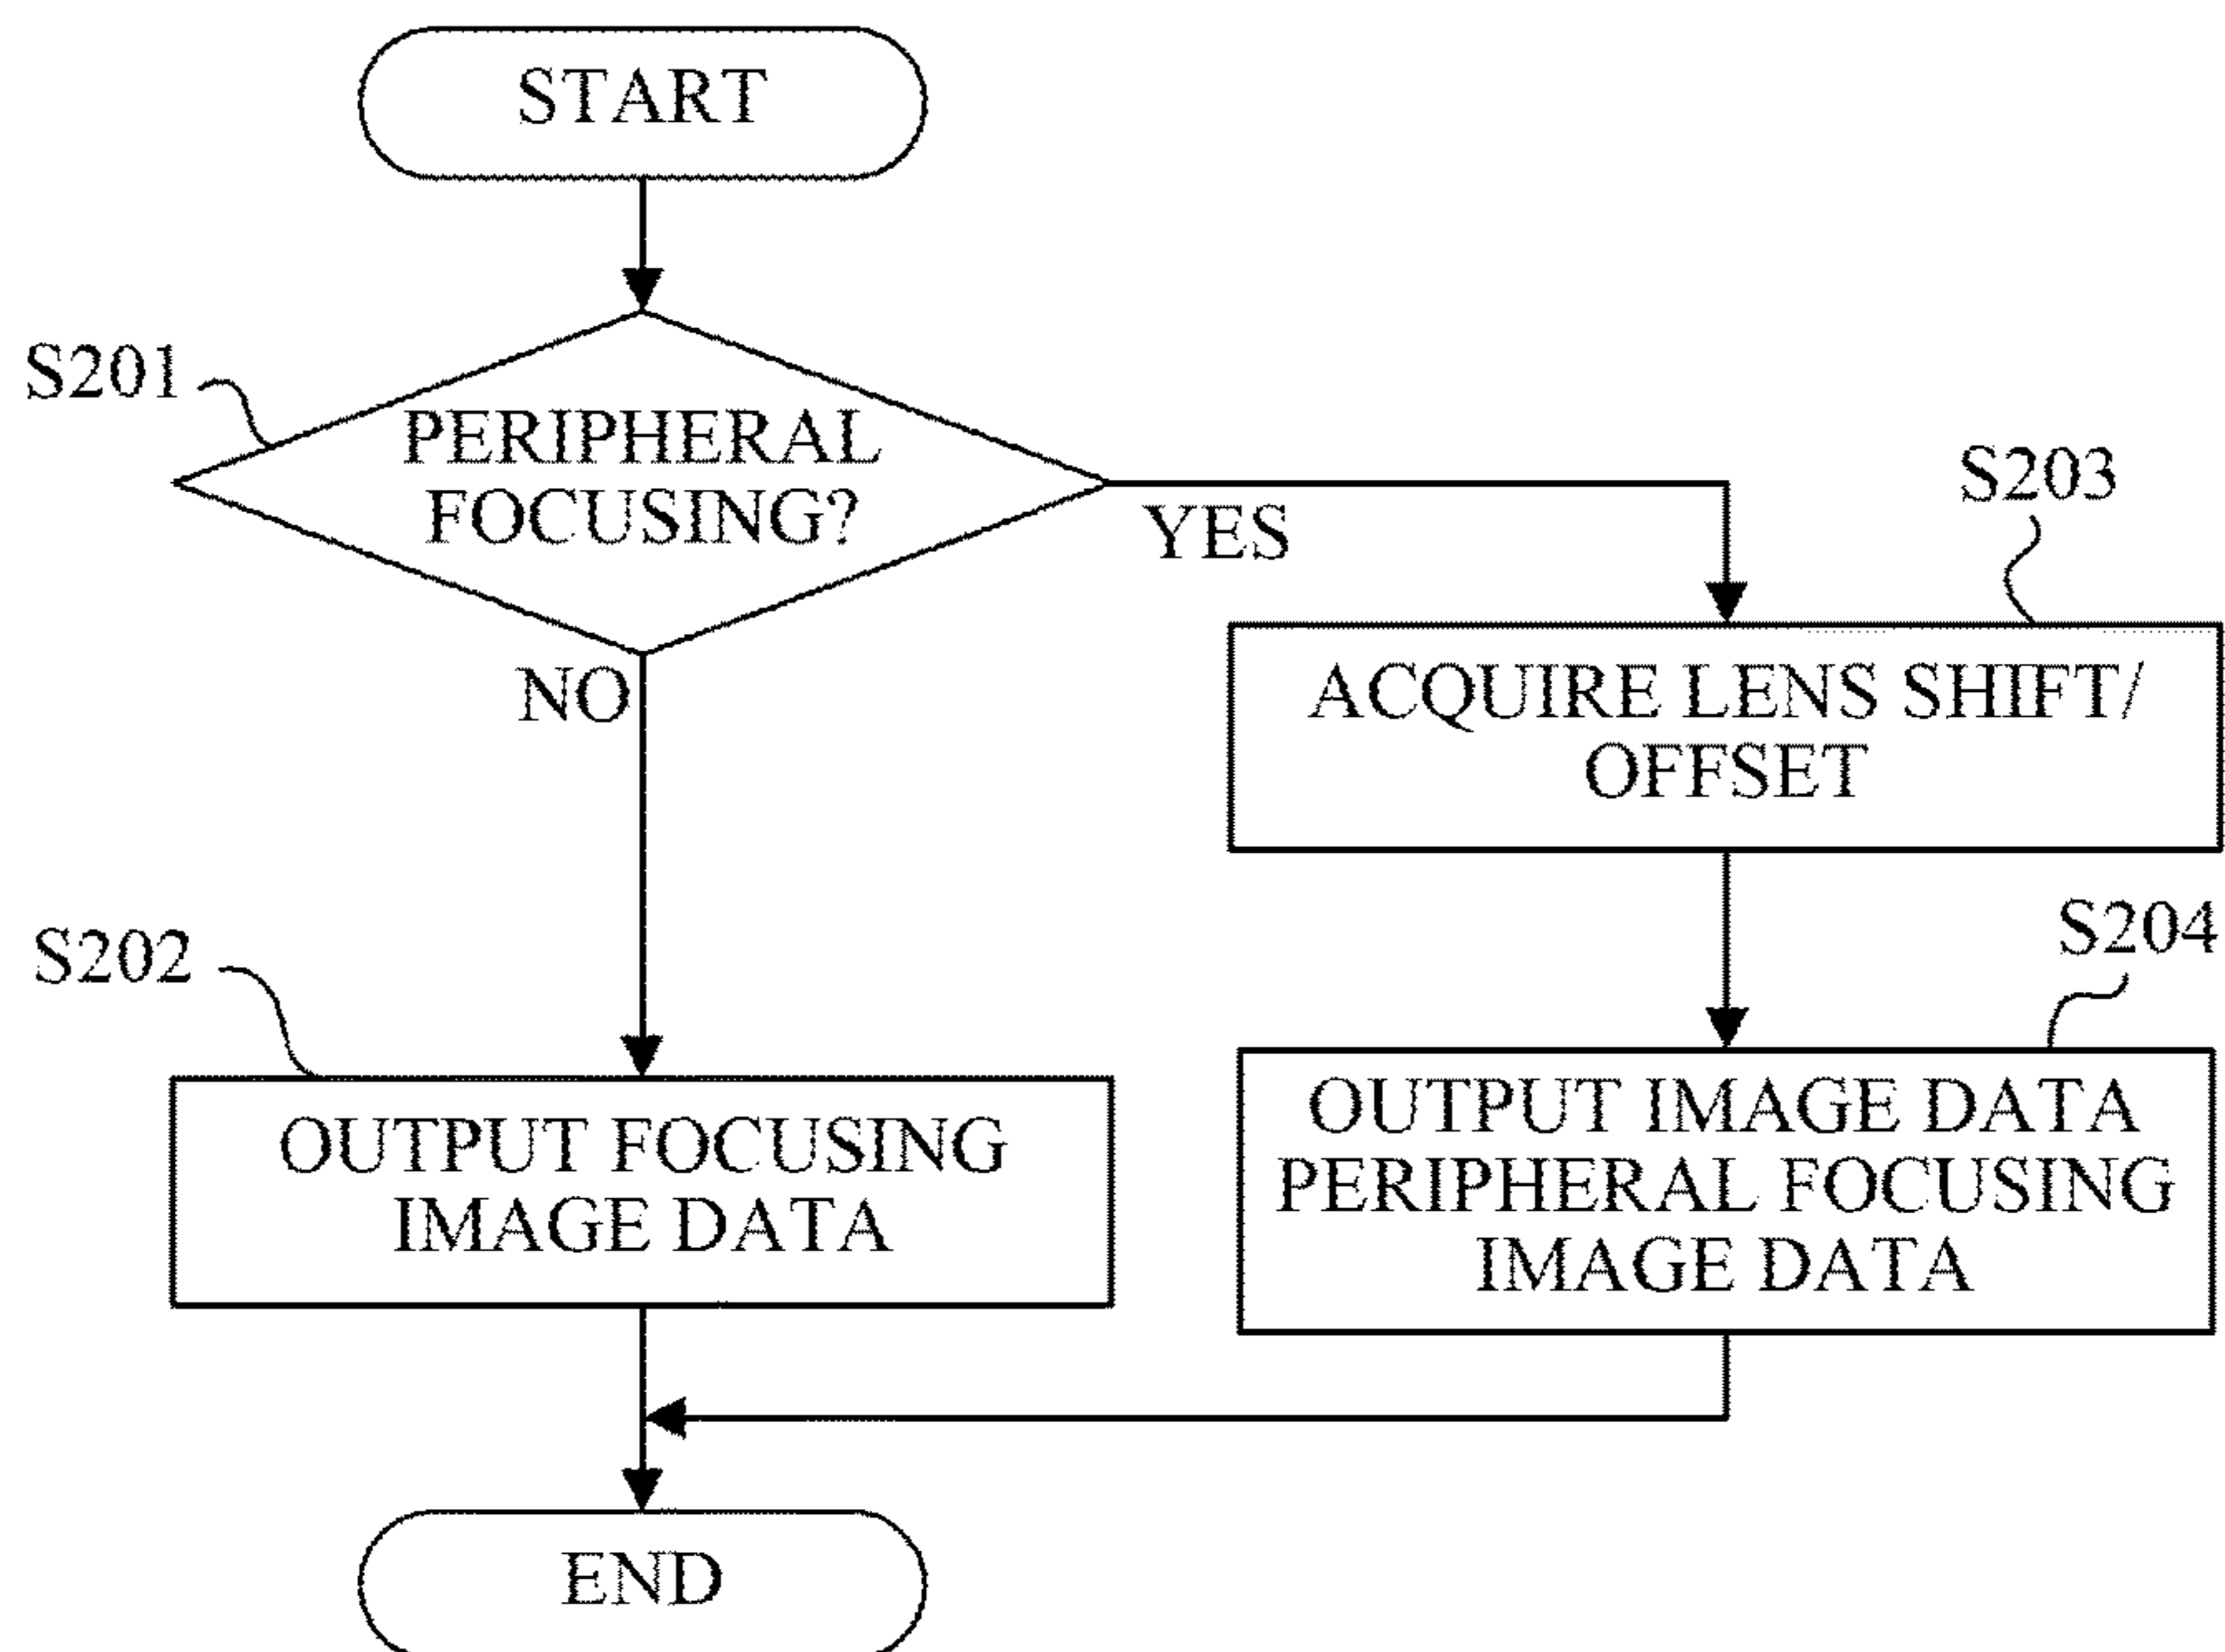 START
S201
PERIPHERAL
FOCUSING?
YES
NO
S203
ACQUIRE LENS SHIFT/
OFFSET
S202
OUTPUT FOCUSING
IMAGE DATA
S204
OUTPUT IMAGE DATA
PERIPHERAL FOCUSING
IMAGE DATA
END